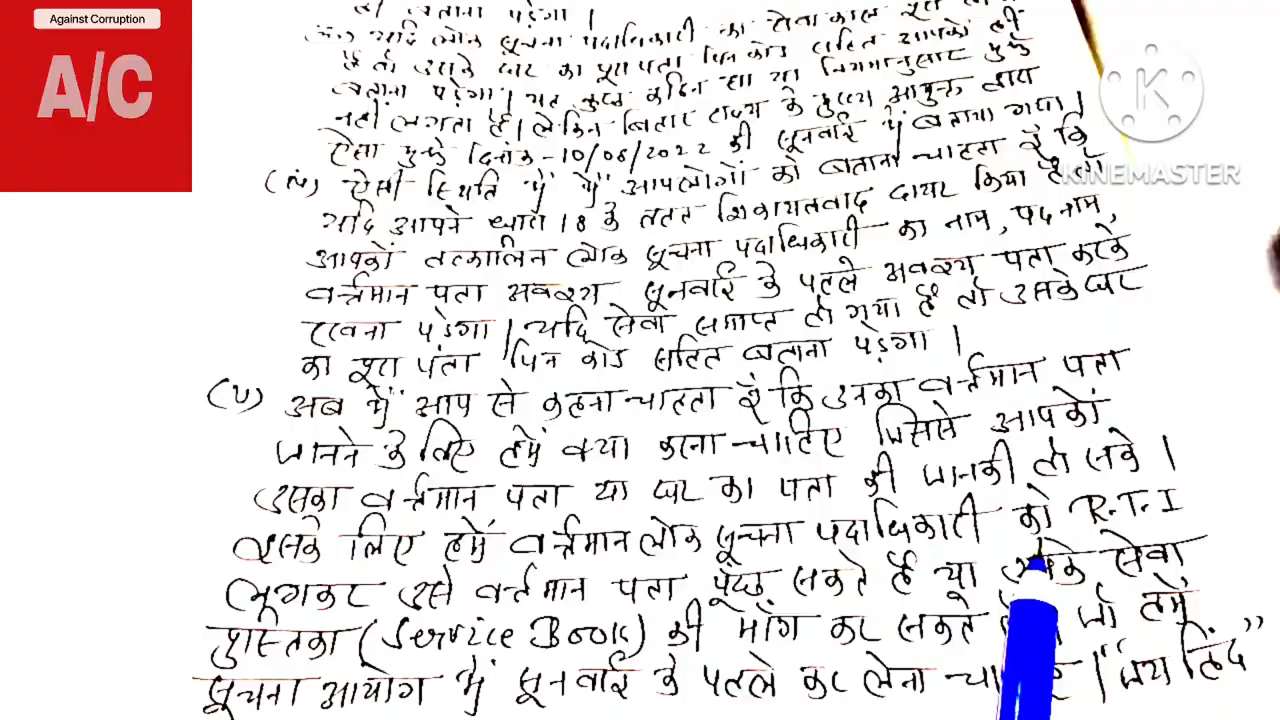 Against Corruption
A/C
KINEMASTER
ही बताना पड़ेगा।
यदि लोक सूचना पदाधिकारी का सेवा काल पूरा
है तो उसके घर का पूरा पता पिन कोड सहित आपको ही
बताना पड़ेगा। यह कुछ कठिन सा या नियमानुसार मुझे
नहीं लगता है। लेकिन बिहार राज्य के मुख्य आयुक्त द्वारा
ऐसा मुझे दिनांक-10/08/2022 की सूनवाई में बताया गया।
(iv) ऐसी स्थिति में मैं आपलोगों को बताना चाहता हूँ कि
यदि आपने धारा 18 के तहत शिकायतवाद दायर किया है तो
आपको तत्कालिन लोक सूचना पदाधिकारी का नाम, पदनाम,
वर्त्तमान पता अवश्य सूनवाई के पहले अवश्य पता करके
रखना पड़ेगा। यदि सेवा समाप्त हो गया है तो उसके घर
का पूरा पता पिन कोड सहित बताना पड़ेगा।
(v) अब मैं आप से कहना चाहता हूँ कि उनका वर्त्तमान पता
जानने के लिए हमें क्या करना चाहिए जिससे आपको
उसका वर्त्तमान पता या घर का पता की जानकी हो सके।
इसके लिए हमें वर्त्तमान लोक सूचना पदाधिकारी को R.T.I
लगाकर उसे वर्त्तमान पता पूँछ सकते हैं या उसके सेवा
पुस्तिका (Service Book) की माँग कर सकते जो हमें
सूचना आयोग में सूनवाई के पहले कर लेना । "जय हिंद"